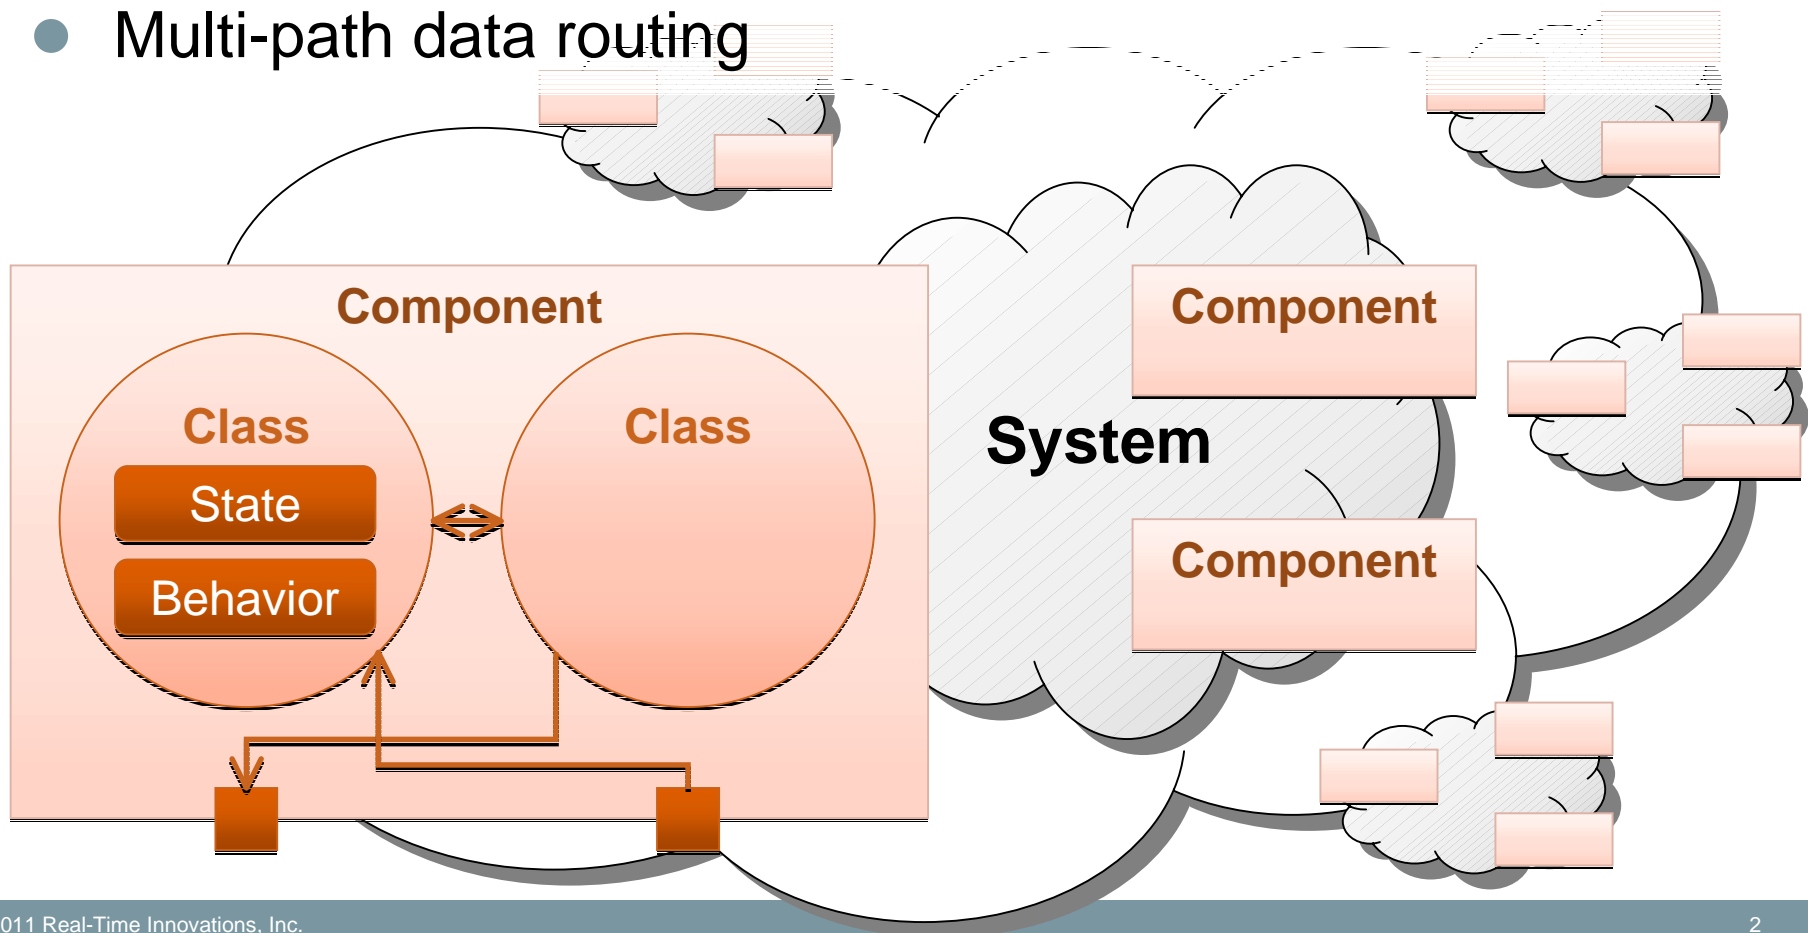 Multi-path data routing
Component
Component
Class
Class
System
State
Behavior
Component
011 Real-Time Innovations, Inc.
2